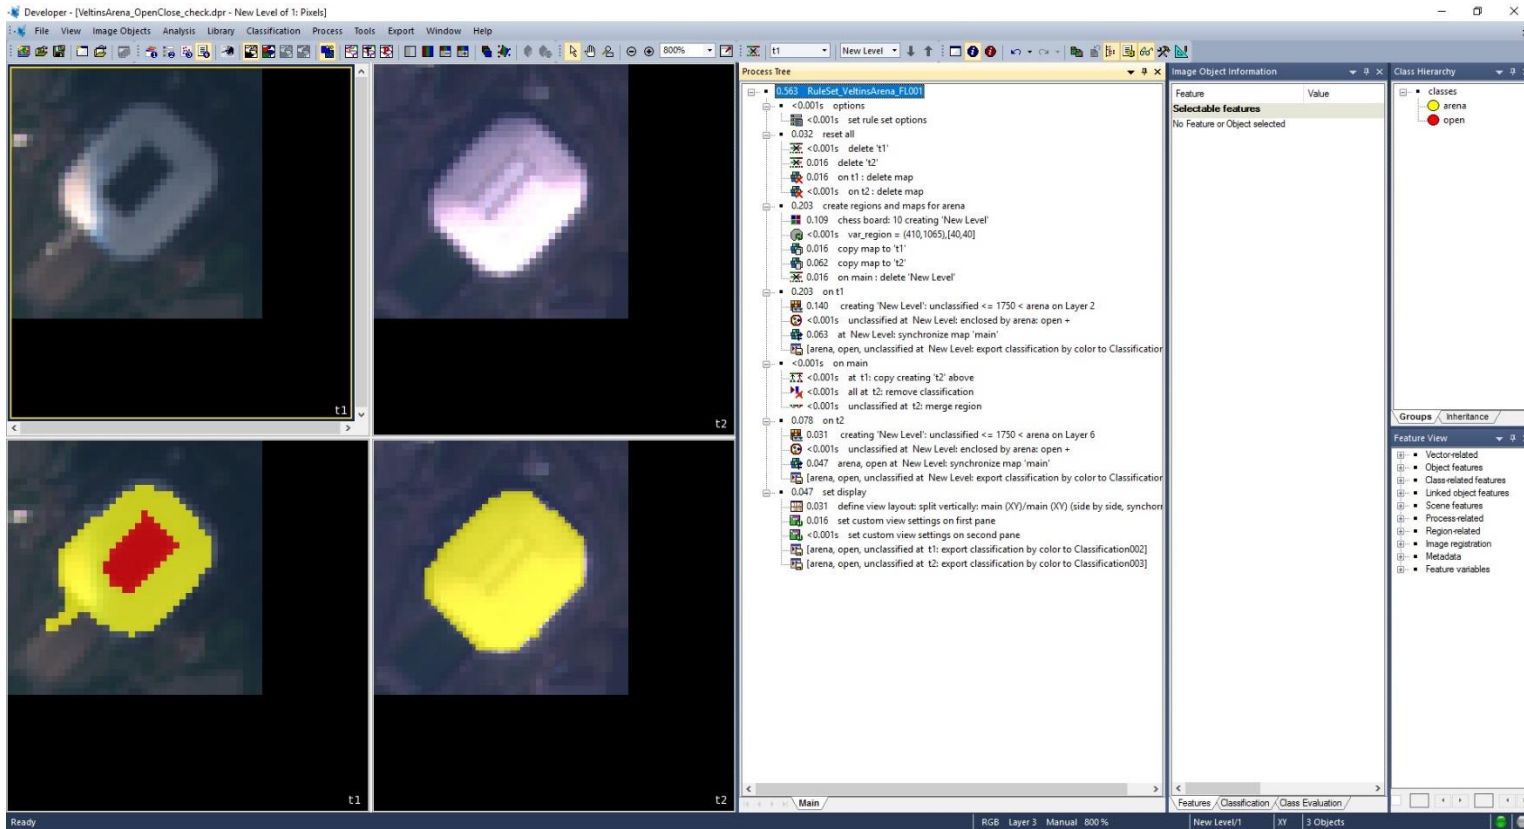 Developer - [VeltinsArena_OpenClose_check.dpr - New Level of 1: Pixels]
File View Image Objects Analysis Library Classification Process Tools Export Window Help
800% t1 New Level
t1
t2
t1
t2
Process Tree
0.563 RuleSet_VeltinsArena_FL001
<0.001s options
<0.001s set rule set options
0.032 reset all
<0.001s delete 't1'
0.016 delete 't2'
0.016 on t1 : delete map
<0.001s on t2 : delete map
0.203 create regions and maps for arena
0.109 chess board: 10 creating 'New Level'
<0.001s var_region = (410,1065),[40,40]
0.016 copy map to 't1'
0.062 copy map to 't2'
0.016 on main : delete 'New Level'
0.203 on t1
0.140 creating 'New Level': unclassified <= 1750 < arena on Layer 2
<0.001s unclassified at New Level: enclosed by arena: open +
0.063 at New Level: synchronize map 'main'
[arena, open, unclassified at New Level: export classification by color to Classification
<0.001s on main
<0.001s at t1: copy creating 't2' above
<0.001s all at t2: remove classification
<0.001s unclassified at t2: merge region
0.078 on t2
0.031 creating 'New Level': unclassified <= 1750 < arena on Layer 6
<0.001s unclassified at New Level: enclosed by arena: open +
0.047 arena, open at New Level: synchronize map 'main'
[arena, open, unclassified at New Level: export classification by color to Classification
0.047 set display
0.031 define view layout: split vertically: main (XY)/main (XY) (side by side, synchorn
0.016 set custom view settings on first pane
<0.001s set custom view settings on second pane
[arena, open, unclassified at t1: export classification by color to Classification002]
[arena, open, unclassified at t2: export classification by color to Classification003]
Main
Image Object Information
Feature Value
Selectable features
No Feature or Object selected
Features Classification Class Evaluation
Class Hierarchy
classes
arena
open
Groups Inheritance
Feature View
Vector-related
Object features
Class-related features
Linked object features
Scene features
Process-related
Region-related
Image registration
Metadata
Feature variables
Ready RGB Layer 3 Manual 800 % New Level/1 XY 3 Objects